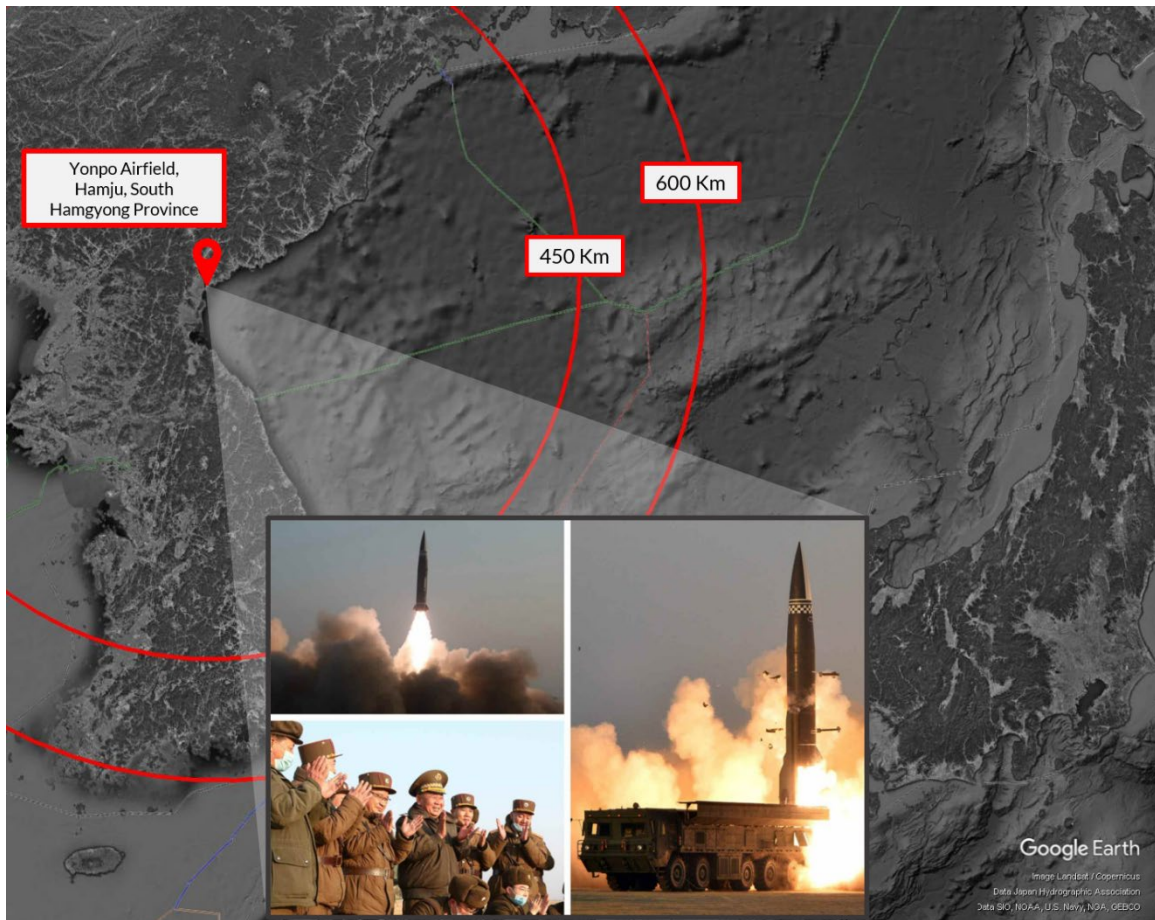 Yonpo Airfield,
Hamju, South
Hamgyong Province
600 Km
450 Km
Google Earth
Image Landsat / Copernicus
Data Japan Hydrographic Association
Data SIO, NOAA, U.S. Navy, NGA, GEBCO